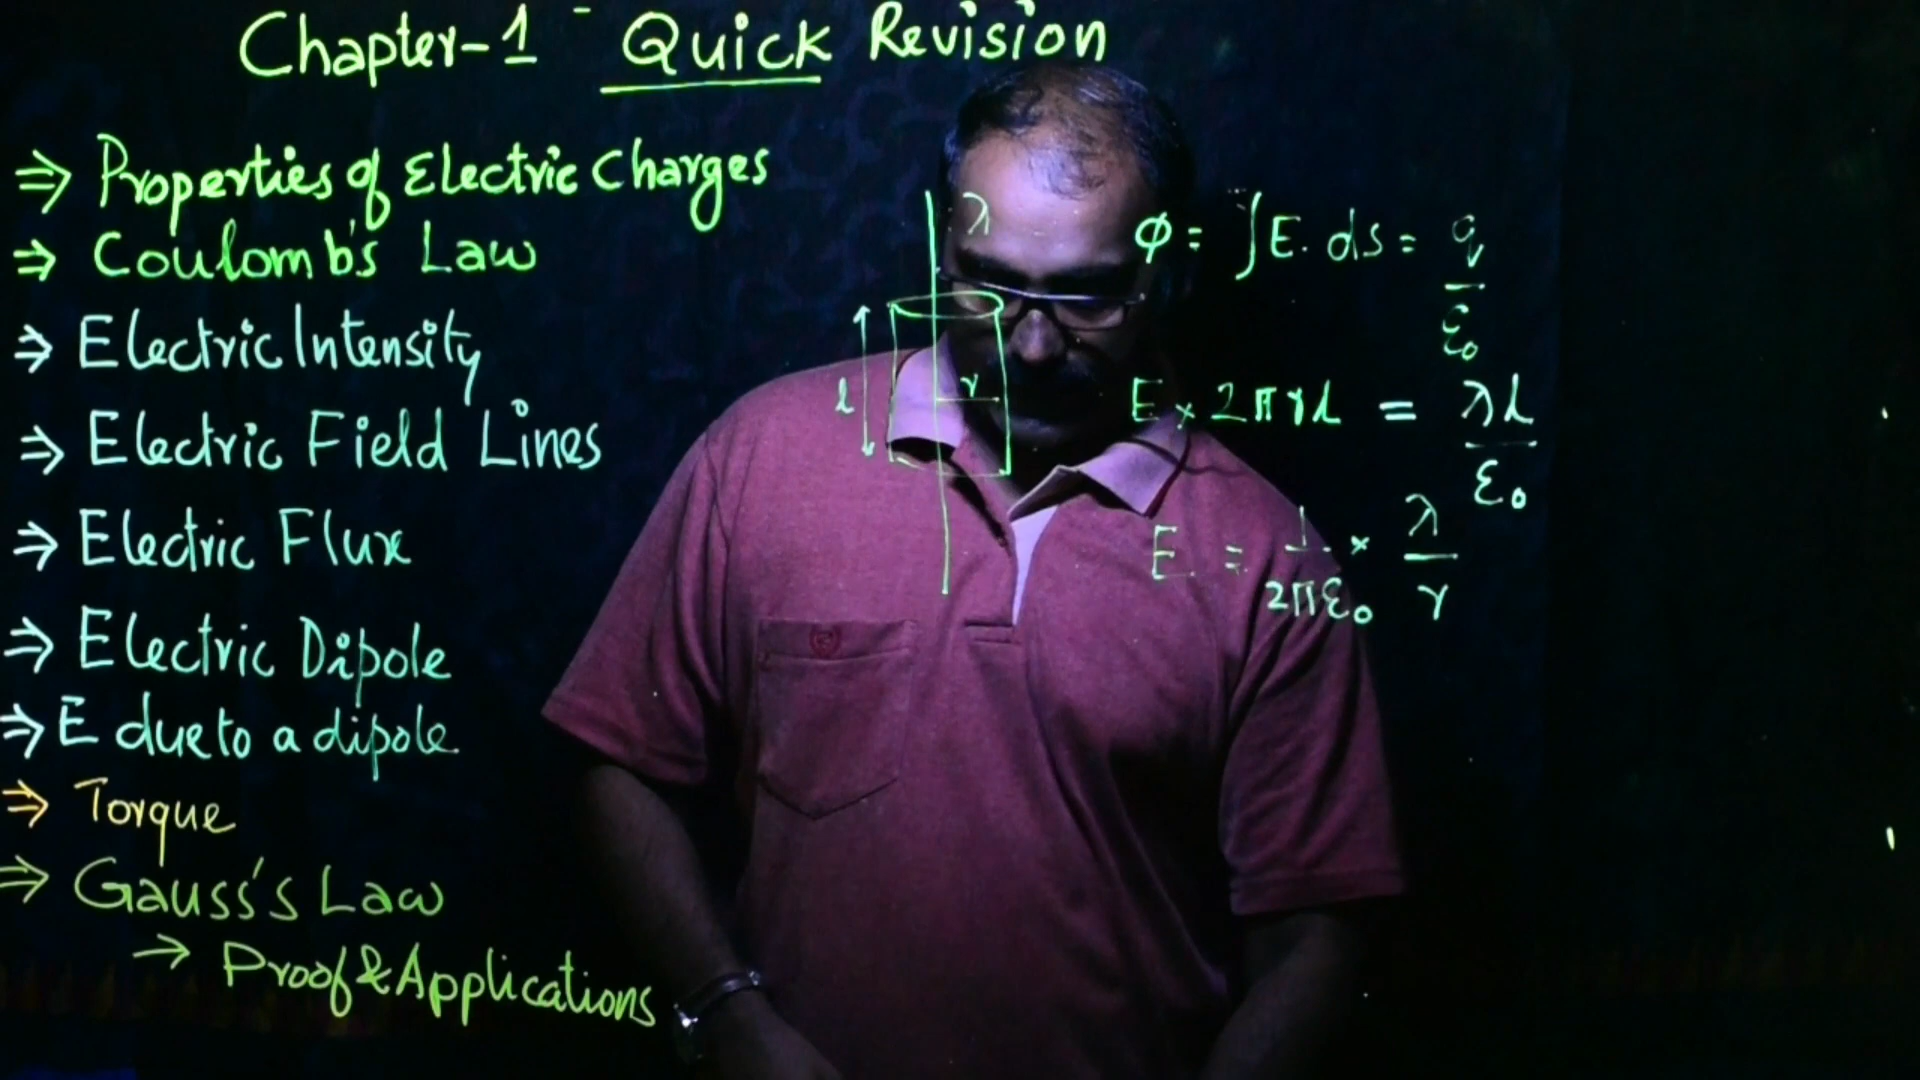 Chapter-1 Quick Revision
⇒ Properties of Electric Charges
⇒ Coulomb's Law
⇒ Electric Intensity
⇒ Electric Field Lines
⇒ Electric Flux
⇒ Electric Dipole
⇒ E due to a dipole
⇒ Torque
⇒ Gauss's Law
→ Proof & Applications
λ
l
r
ϕ = ∫E. ds = q/ε₀
E × 2πrl = λl/ε₀
E = 1/2πε₀ × λ/r